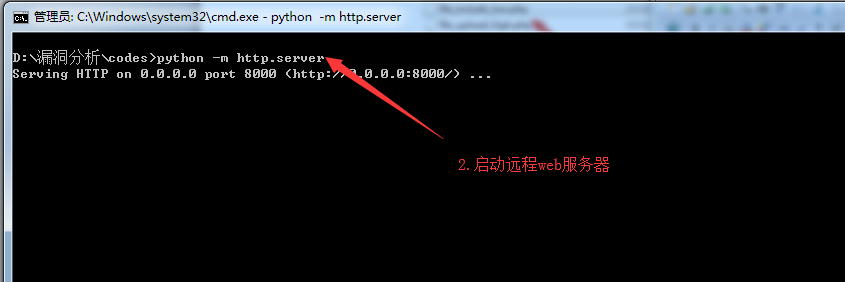 管理员: C:\Windows\system32\cmd.exe - python  -m http.server
D:\漏洞分析\codes>python -m http.server
Serving HTTP on 0.0.0.0 port 8000 (http://0.0.0.0:8000/) ...
2.启动远程web服务器